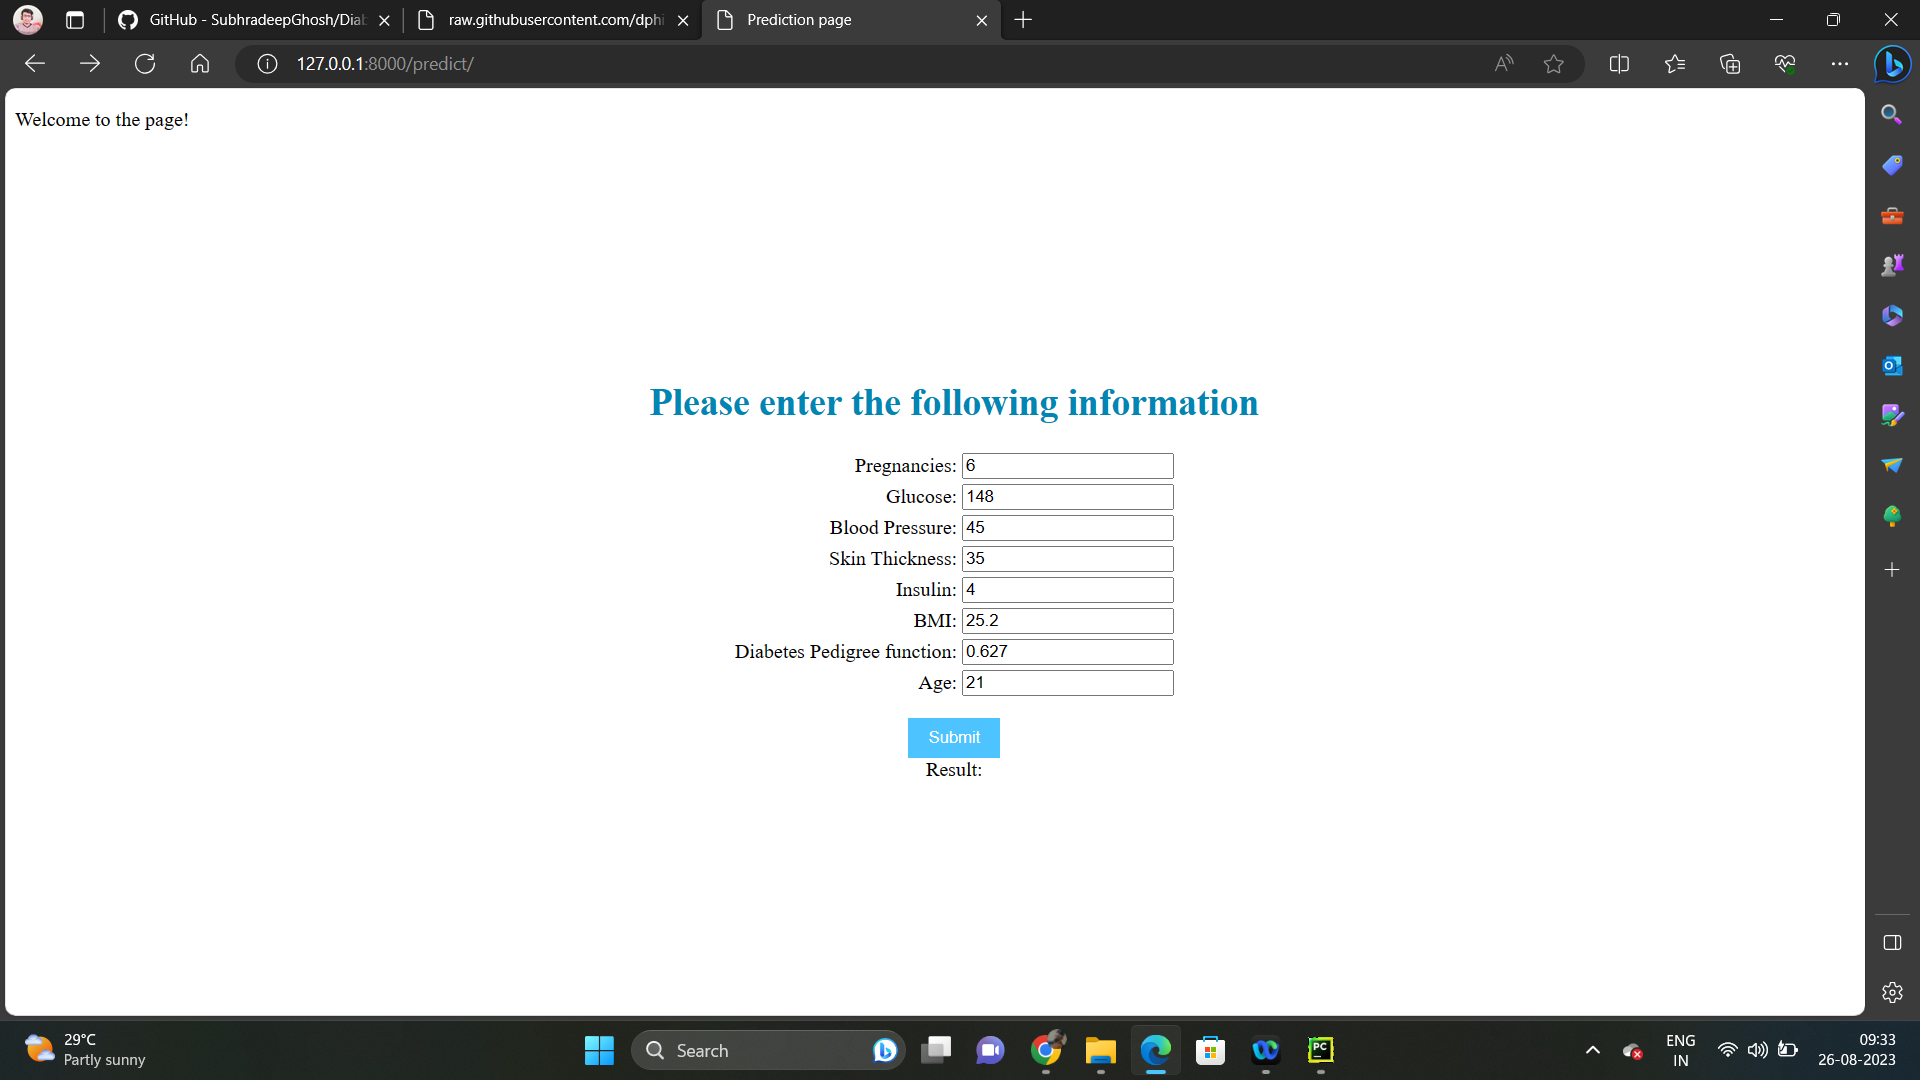 GitHub - SubhradeepGhosh/Diab
raw.githubusercontent.com/dphi
Prediction page
127.0.0.1:8000/predict/
Welcome to the page!
Please enter the following information
Pregnancies: 6
Glucose: 148
Blood Pressure: 45
Skin Thickness: 35
Insulin: 4
BMI: 25.2
Diabetes Pedigree function: 0.627
Age: 21
Submit
Result:
29°C
Partly sunny
Search
PC
ENG
IN
09:33
26-08-2023